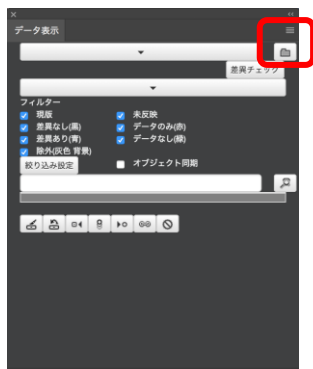 データ表示
差異チェック
フィルター
現版
未反映
差異なし(黒)
データのみ(赤)
差異あり(青)
データなし(緑)
除外(灰色 背景)
絞り込み設定
オブジェクト同期